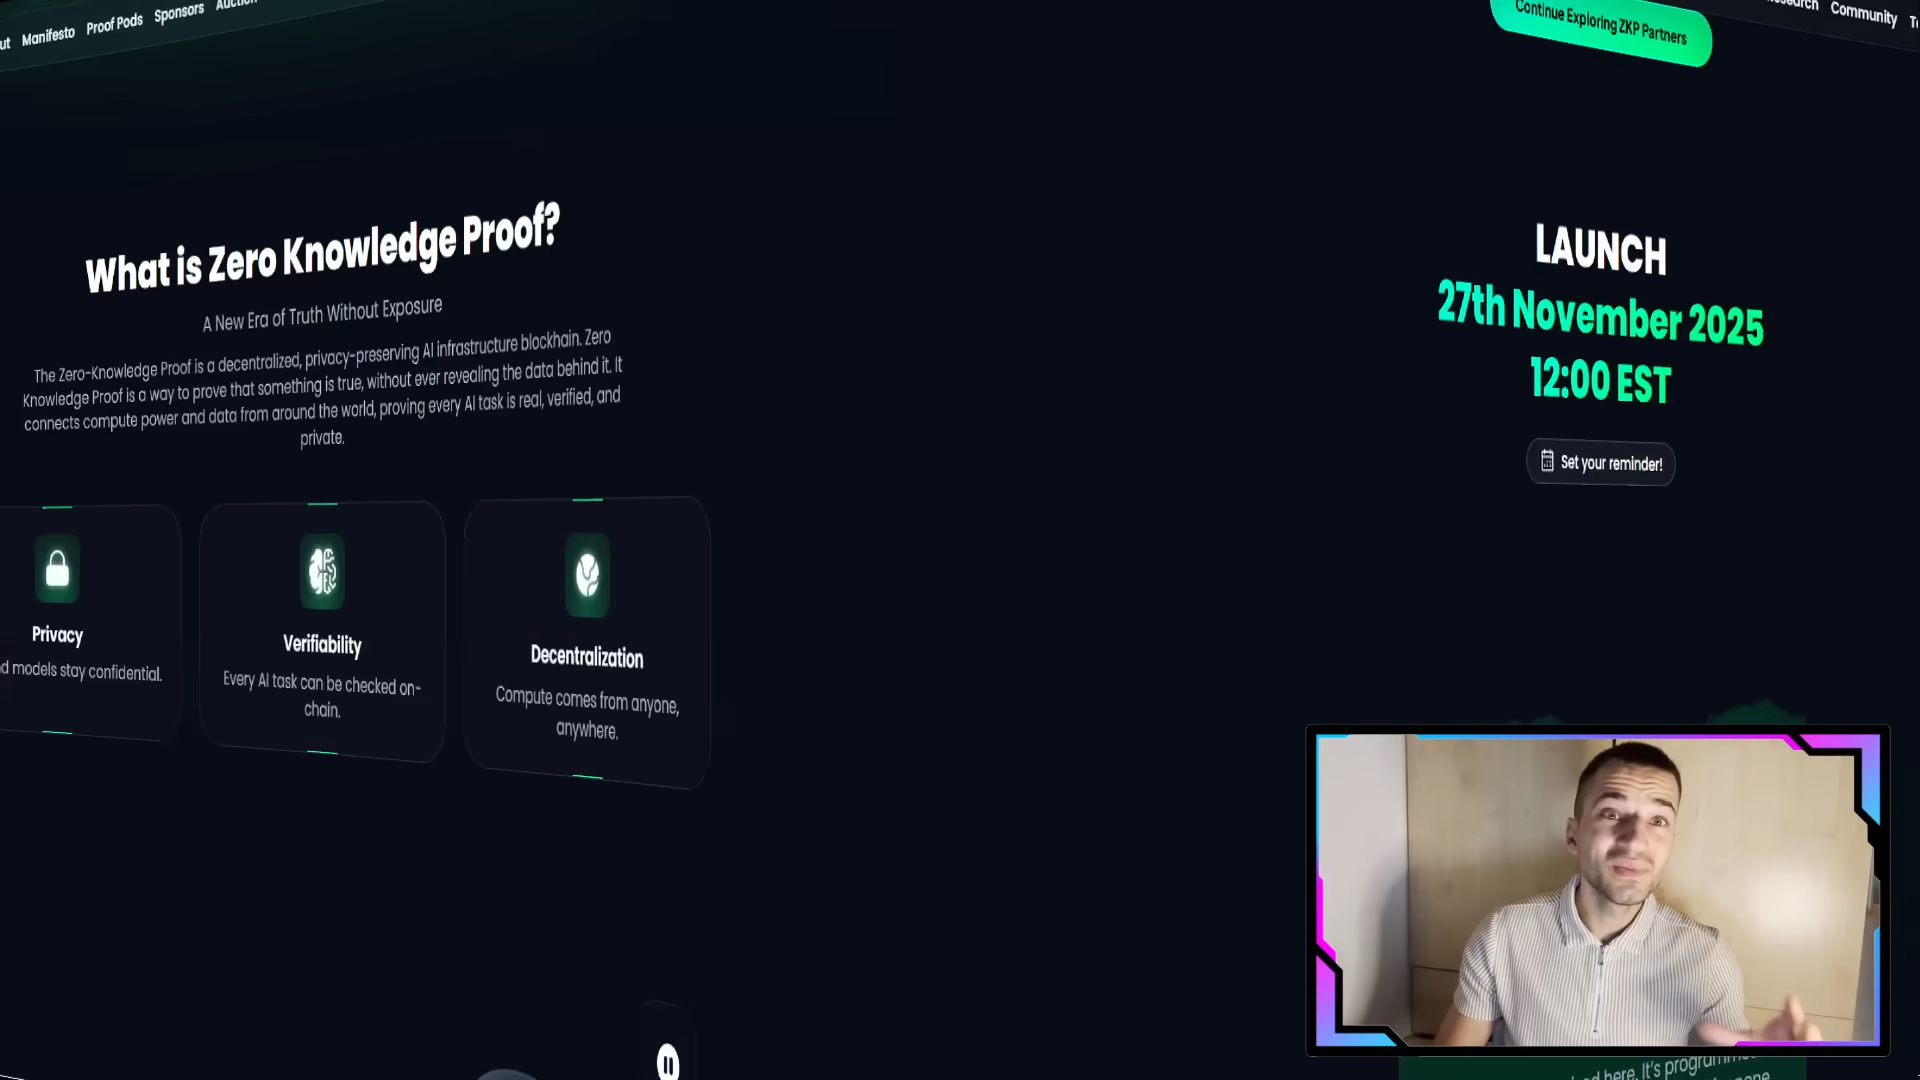 Manifesto
Proof Pods
Sponsors
What is Zero Knowledge Proof?
A New Era of Truth Without Exposure
The Zero-Knowledge Proof is a decentralized, privacy-preserving AI infrastructure blockchain. Zero
Knowledge Proof is a way to prove that something is true, without ever revealing the data behind it. It
connects compute power and data from around the world, proving every AI task is real, verified, and
private.
Privacy
models stay confidential.
Verifiability
Every AI task can be checked on-
chain.
Decentralization
Compute comes from anyone,
anywhere.
Continue Exploring ZKP Partners
Community
LAUNCH
27th November 2025
12:00 EST
Set your reminder!
here. It's